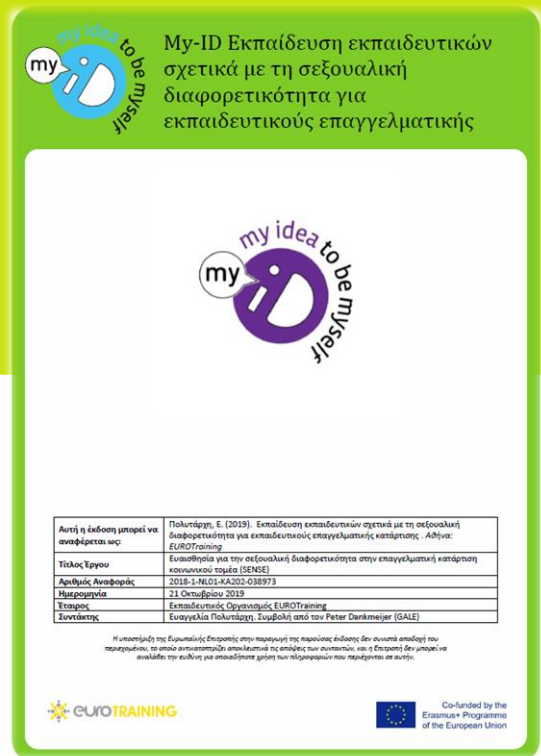 my idea to be myself
my iD
My-ID Εκπαίδευση εκπαιδευτικών
σχετικά με τη σεξουαλική
διαφορετικότητα για
εκπαιδευτικούς επαγγελματικής
my idea to be myself
my iD
Αυτή η έκδοση μπορεί να
αναφέρεται ως:
Πολυτάρχη, Ε. (2019). Εκπαίδευση εκπαιδευτικών σχετικά με τη σεξουαλική
διαφορετικότητα για εκπαιδευτικούς επαγγελματικής κατάρτισης . Αθήνα:
EUROTraining
Τίτλος Έργου
Ευαισθησία για την σεξουαλική διαφορετικότητα στην επαγγελματική κατάρτιση
κοινωνικού τομέα (SENSE)
Αριθμός Αναφοράς 2018-1-NL01-KA202-038973
Ημερομηνία 21 Οκτωβρίου 2019
Έταιρος Εκπαιδευτικός Οργανισμός EUROTraining
Συντάκτης Ευαγγελία Πολυτάρχη. Συμβολή από τον Peter Dankmeijer (GALE)
Η υποστήριξη της Ευρωπαϊκής Επιτροπής στην παραγωγή της παρούσας έκδοσης δεν συνιστά αποδοχή του
περιεχομένου, το οποίο αντικατοπτρίζει αποκλειστικά τις απόψεις των συντακτών, και η Επιτροπή δεν μπορεί να
αναλάβει την ευθύνη για οποιαδήποτε χρήση των πληροφοριών που περιέχονται σε αυτήν.
euroTRAINING
Co-funded by the
Erasmus+ Programme
of the European Union